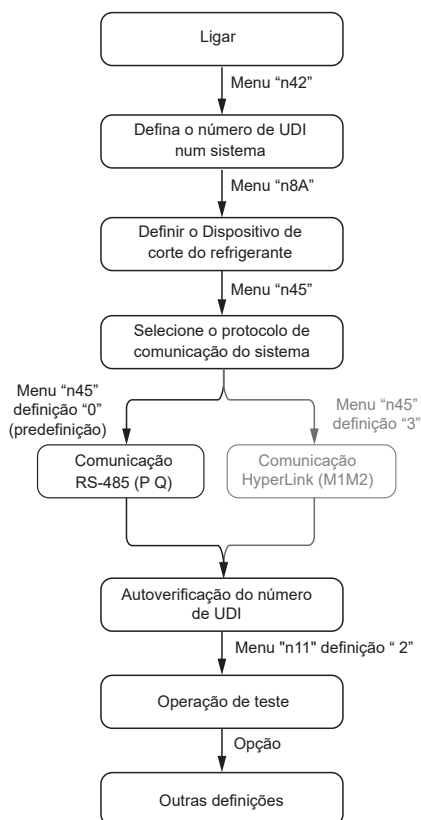 Ligar
Menu “n42”
Defina o número de UDI
num sistema
Menu “n8A”
Definir o Dispositivo de
corte do refrigerante
Menu “n45”
Selecione o protocolo de
comunicação do sistema
Menu “n45”
definição “0”
(predefinição)
Menu “n45”
definição “3”
Comunicação
RS-485 (P Q)
Comunicação
HyperLink (M1M2)
Autoverificação do número
de UDI
Menu "n11" definição “ 2”
Operação de teste
Opção
Outras definições